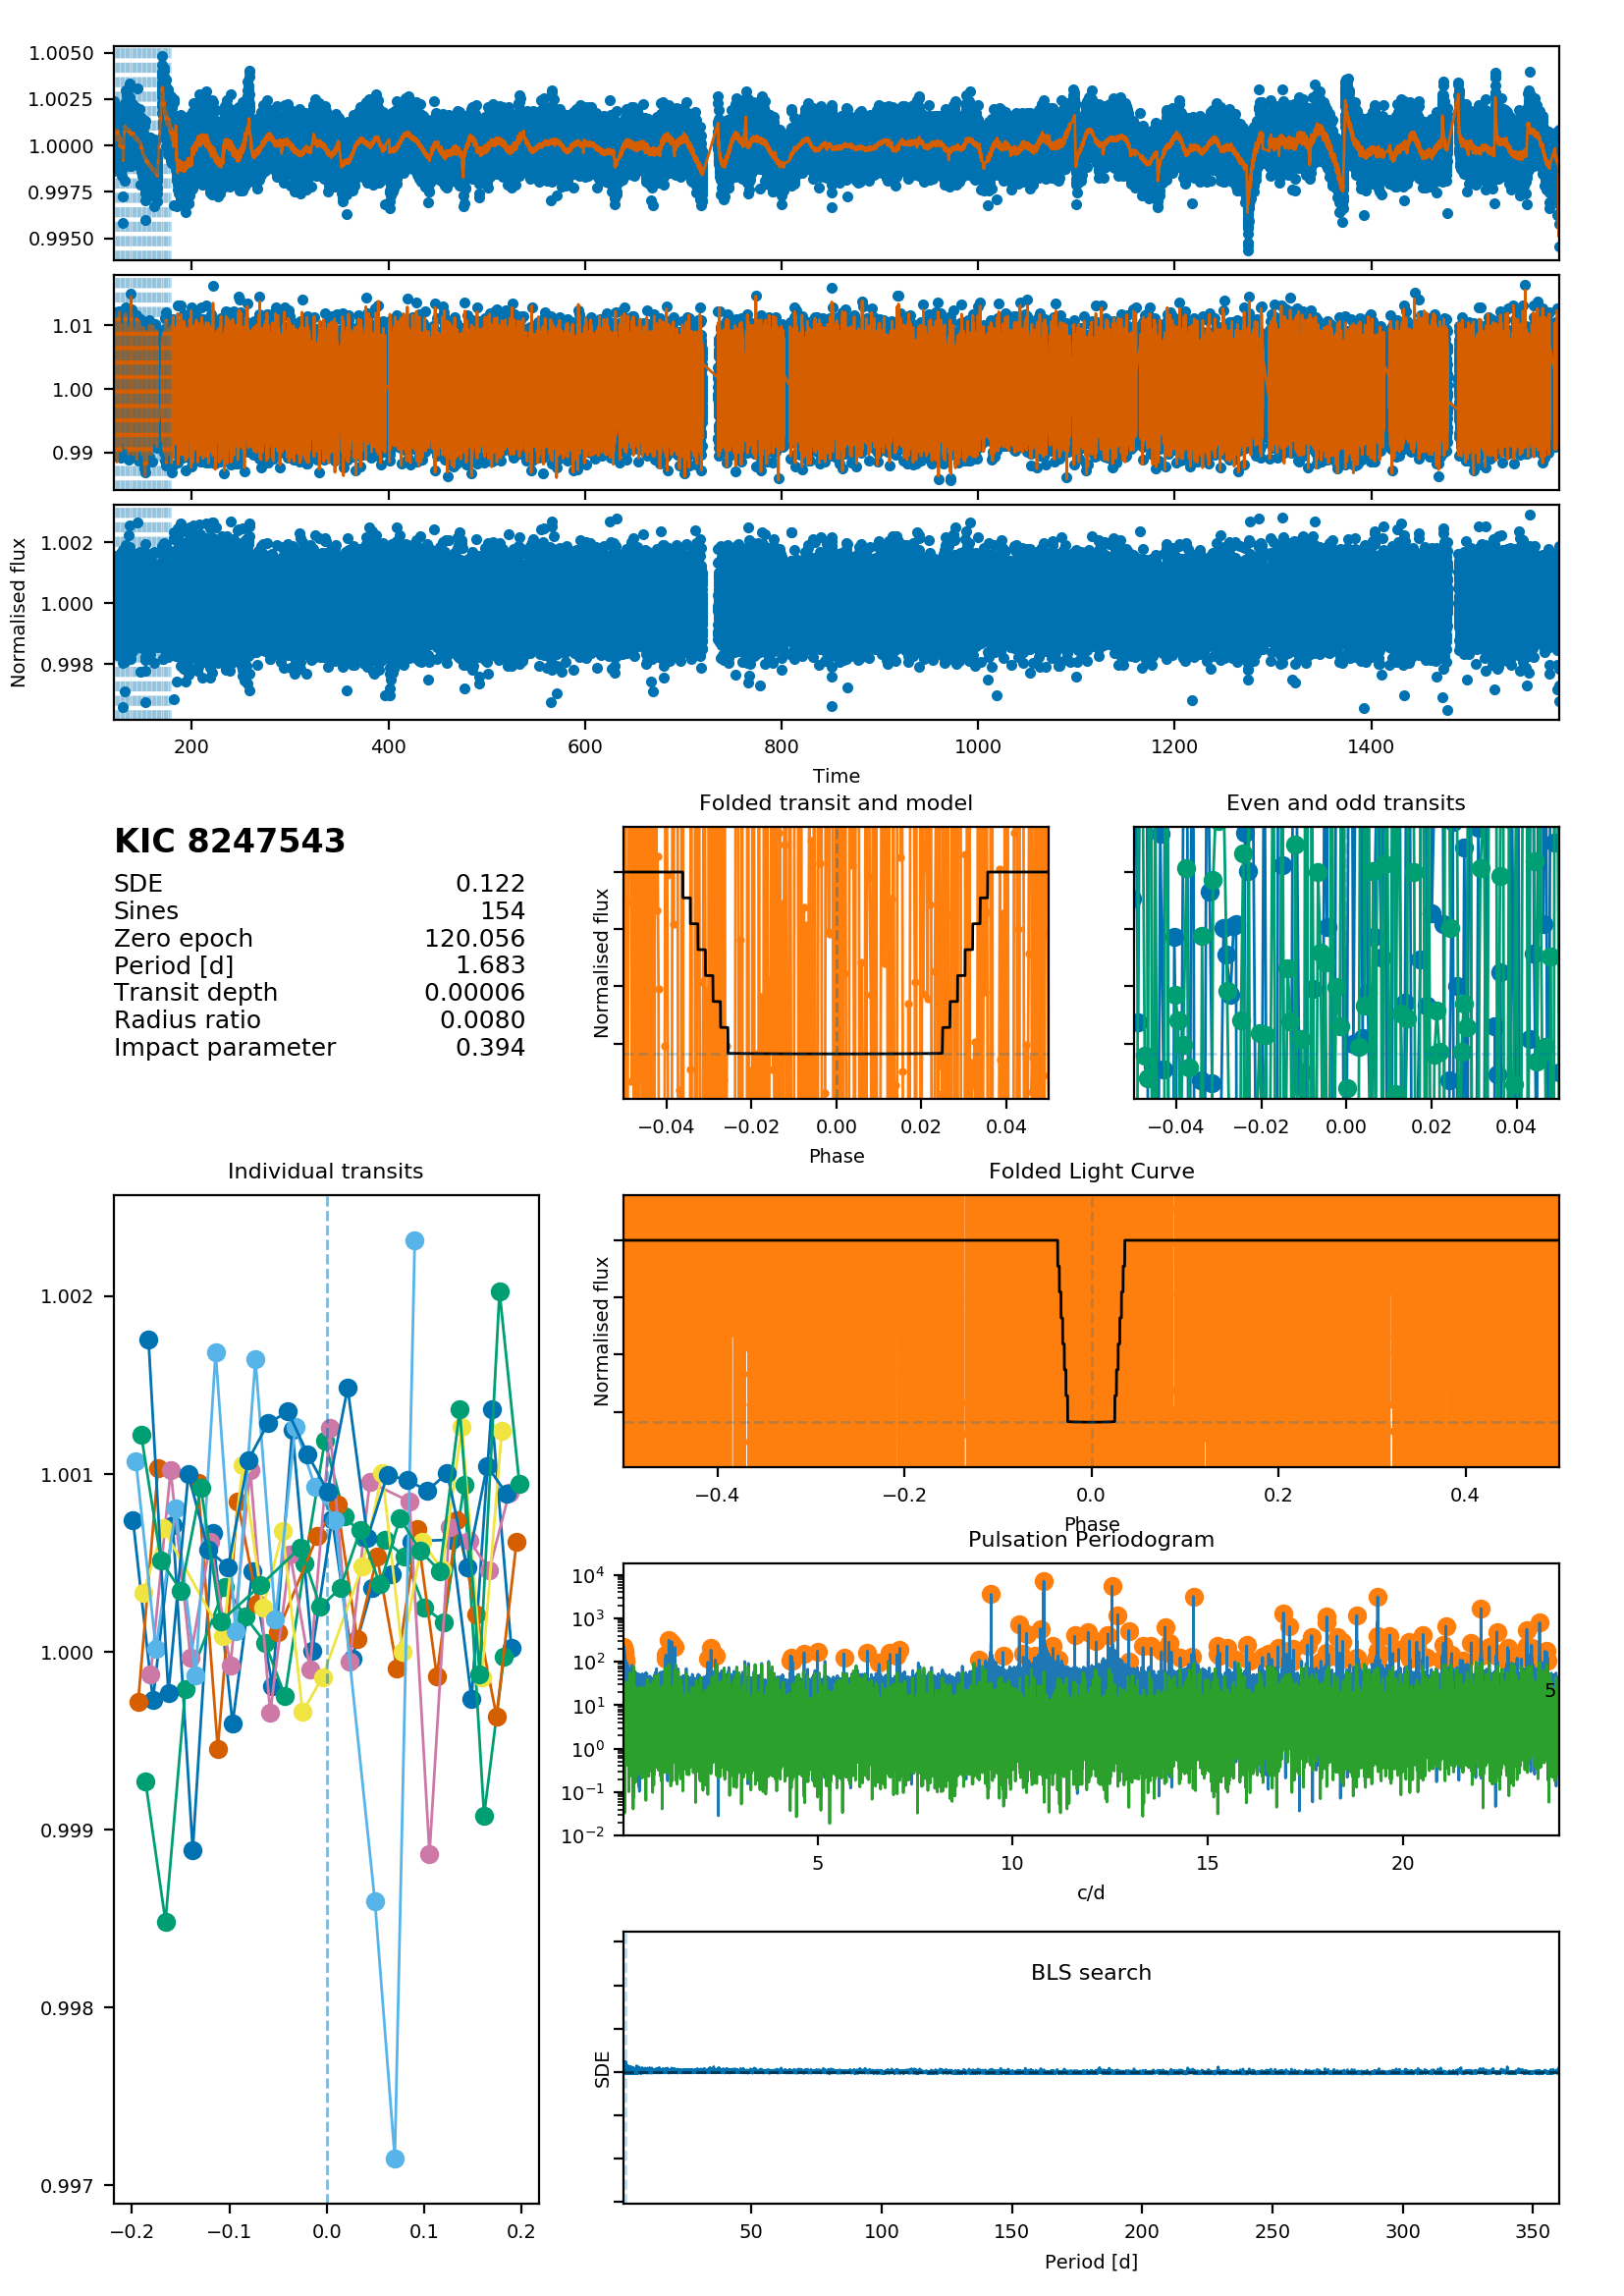 1.0050
1.0025
1.0000
0.9975
0.9950
1.01
1.00
0.99
Normalised flux
1.002
1.000
0.998
200 400 600 800 1000 1200 1400
Time
KIC 8247543
SDE 0.122
Sines 154
Zero epoch 120.056
Period [d] 1.683
Transit depth 0.00006
Radius ratio 0.0080
Impact parameter 0.394
Folded transit and model
Normalised flux
−0.04 −0.02 0.00 0.02 0.04
Phase
Even and odd transits
−0.04 −0.02 0.00 0.02 0.04
Individual transits
1.002
1.001
1.000
0.999
0.998
0.997
−0.2 −0.1 0.0 0.1 0.2
Folded Light Curve
Normalised flux
−0.4 −0.2 0.0 0.2 0.4
Phase
Pulsation Periodogram
10⁴
10³
10²
10¹
10⁰
10⁻¹
10⁻²
5
5 10 15 20
c/d
BLS search
SDE
50 100 150 200 250 300 350
Period [d]